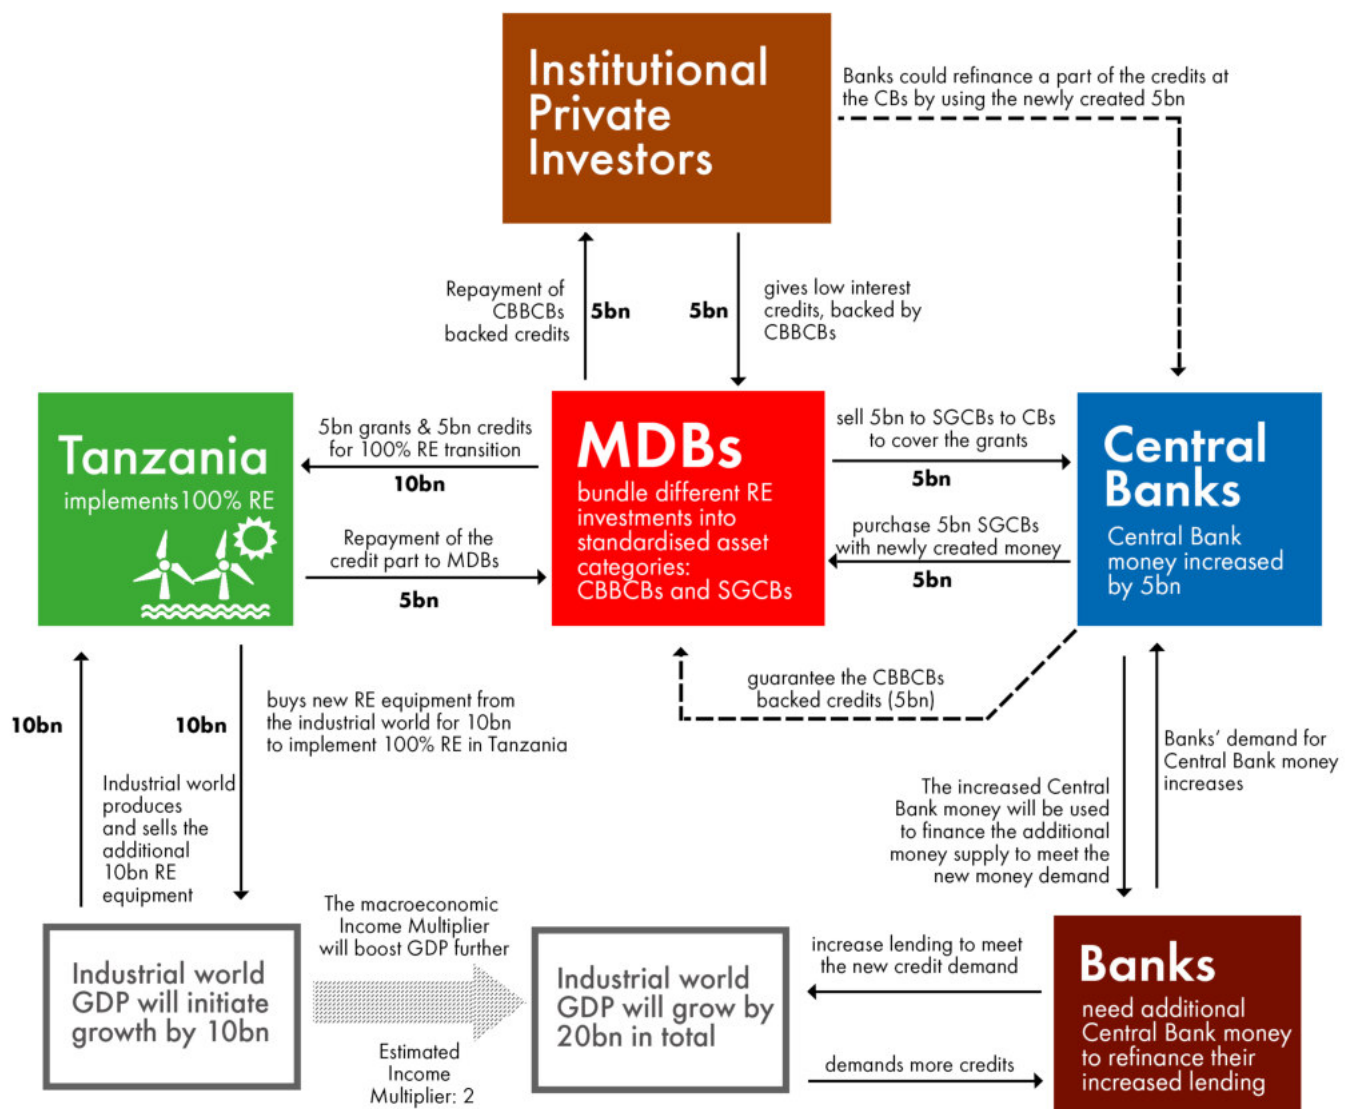 Institutional
Private
Investors
Banks could refinance a part of the credits at
the CBs by using the newly created 5bn
Repayment of
CBBCBs
backed credits
5bn
5bn
gives low interest
credits, backed by
CBBCBs
Tanzania
implements100% RE
5bn grants & 5bn credits
for 100% RE transition
10bn
Repayment of the
credit part to MDBs
5bn
MDBs
bundle different RE
investments into
standardised asset
categories:
CBBCBs and SGCBs
sell 5bn to SGCBs to CBs
to cover the grants
5bn
purchase 5bn SGCBs
with newly created money
5bn
Central
Banks
Central Bank
money increased
by 5bn
guarantee the CBBCBs
backed credits (5bn)
10bn
10bn
buys new RE equipment from
the industrial world for 10bn
to implement 100% RE in Tanzania
Industrial world
produces
and sells the
additional
10bn RE
equipment
The increased Central
Bank money will be used
to finance the additional
money supply to meet the
new money demand
Banks’ demand for
Central Bank money
increases
Industrial world
GDP will initiate
growth by 10bn
The macroeconomic
Income Multiplier
will boost GDP further
Estimated
Income
Multiplier: 2
Industrial world
GDP will grow by
20bn in total
increase lending to meet
the new credit demand
demands more credits
Banks
need additional
Central Bank money
to refinance their
increased lending